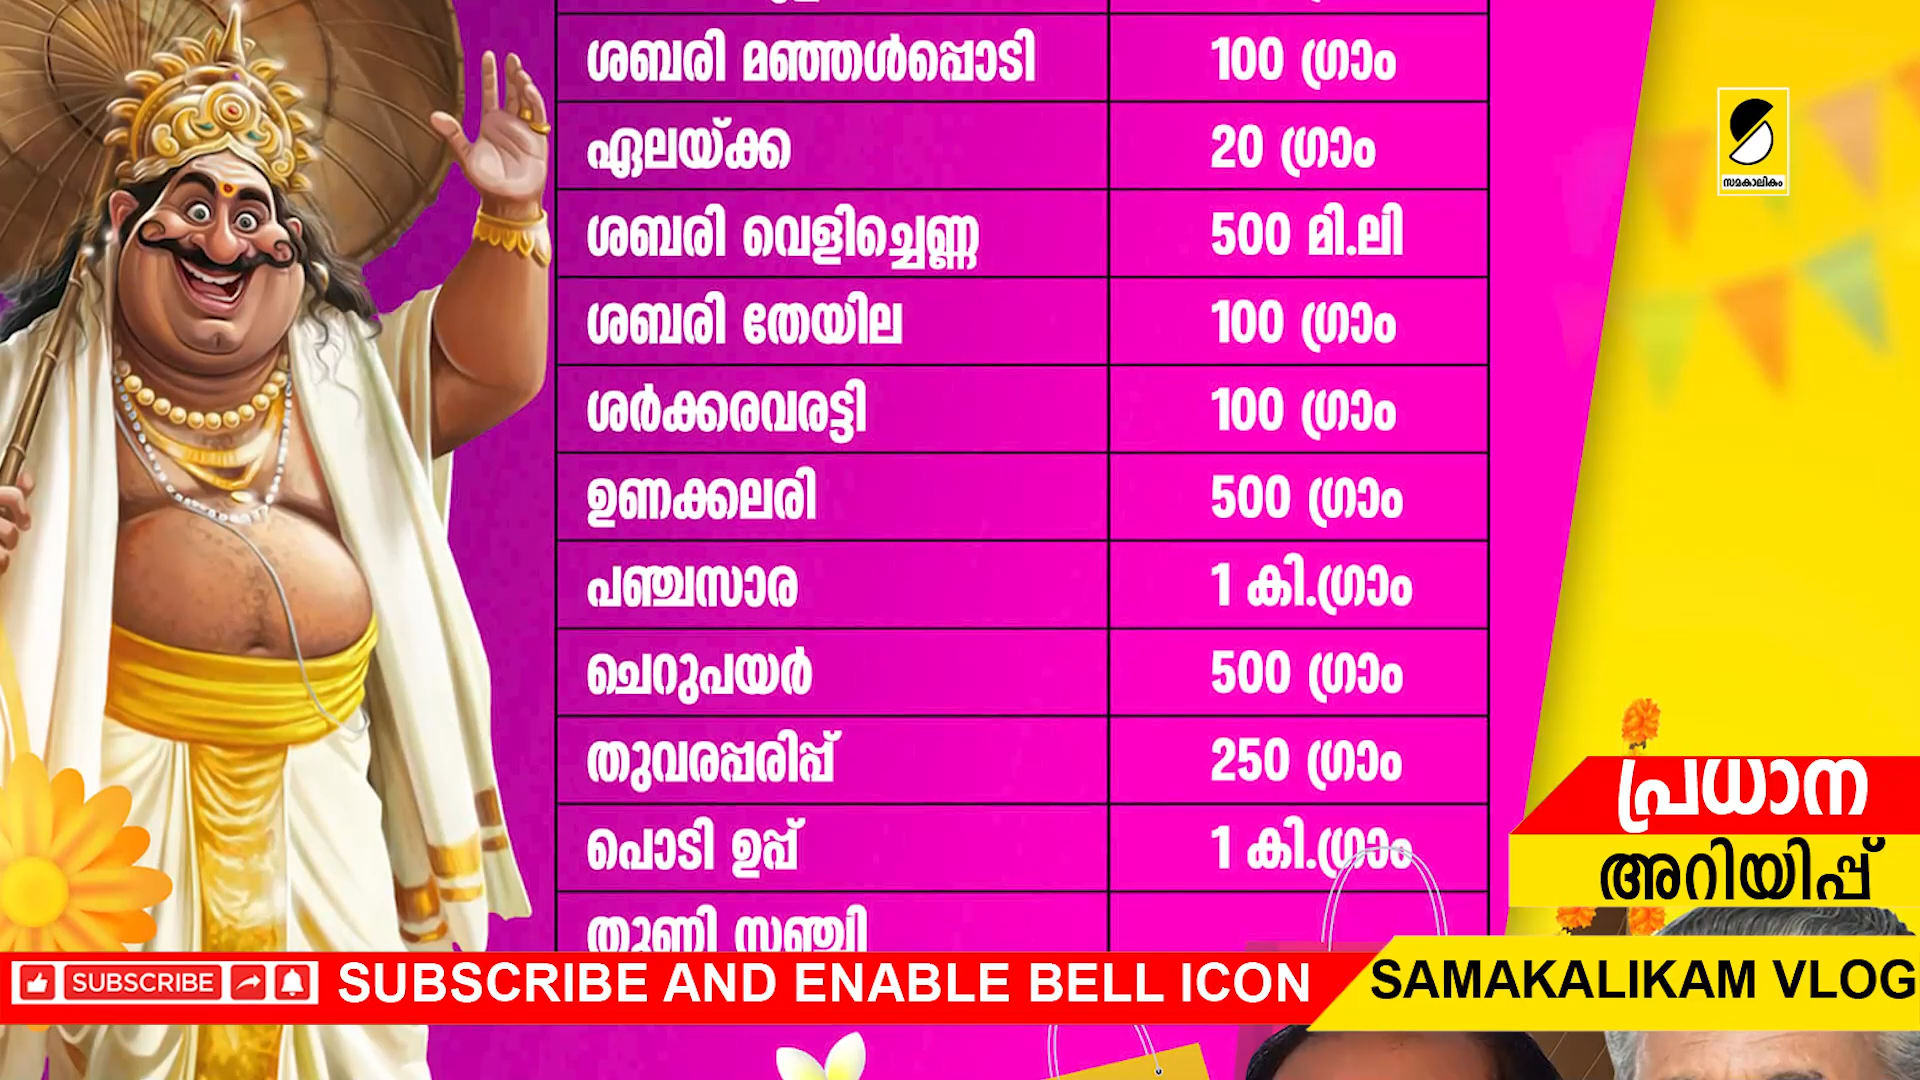 ശബരി മഞ്ഞൾപ്പൊടി 100 ഗ്രാം
ഏലയ്ക്ക 20 ഗ്രാം
ശബരി വെളിച്ചെണ്ണ 500 മി.ലി
ശബരി തേയില 100 ഗ്രാം
ശർക്കരവരട്ടി 100 ഗ്രാം
ഉണക്കലരി 500 ഗ്രാം
പഞ്ചസാര 1 കി.ഗ്രാം
ചെറുപയർ 500 ഗ്രാം
തുവരപ്പരിപ്പ് 250 ഗ്രാം
പൊടി ഉപ്പ് 1 കി.ഗ്രാം
തുണി സഞ്ചി
സമകാലികം
പ്രധാന
അറിയിപ്പ്
SUBSCRIBE SUBSCRIBE AND ENABLE BELL ICON
SAMAKALIKAM VLOG